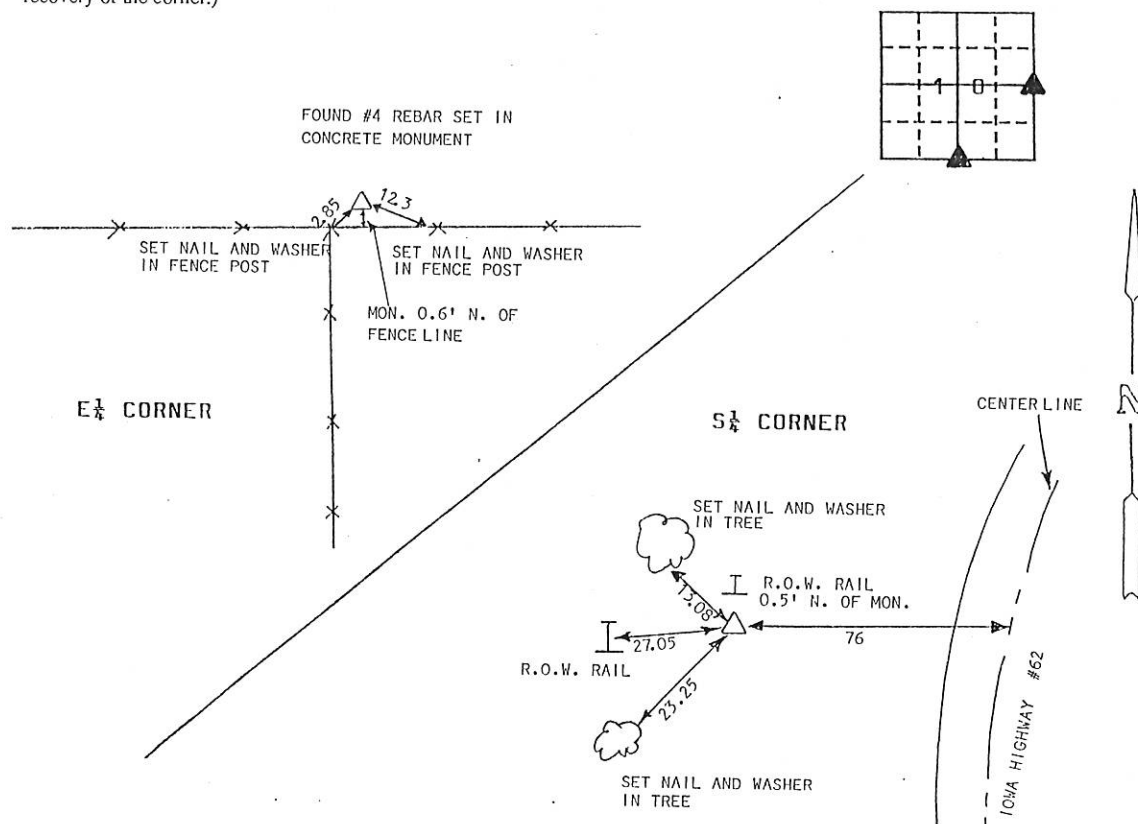 recovery of the corner.)
1 0
FOUND #4 REBAR SET IN
CONCRETE MONUMENT
2.85
12.3
SET NAIL AND WASHER
IN FENCE POST
SET NAIL AND WASHER
IN FENCE POST
MON. 0.6' N. OF
FENCE LINE
E¼ CORNER
S¼ CORNER
CENTER LINE
N
SET NAIL AND WASHER
IN TREE
R.O.W. RAIL
0.5' N. OF MON.
13.08
27.05
76
R.O.W. RAIL
23.25
IOWA HIGHWAY #62
SET NAIL AND WASHER
IN TREE